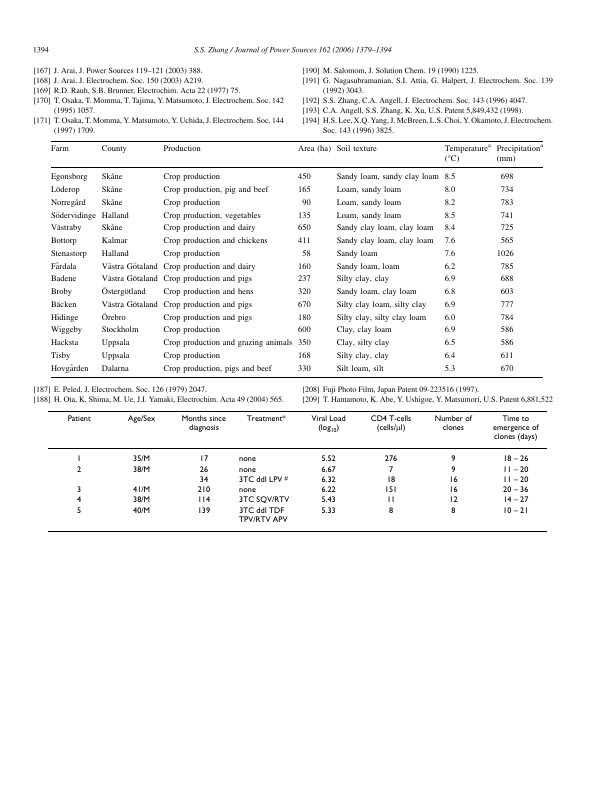 1394
S.S. Zhang / Journal of Power Sources 162 (2006) 1379–1394
[167] J. Arai, J. Power Sources 119–121 (2003) 388.
[168] J. Arai, J. Electrochem. Soc. 150 (2003) A219.
[169] R.D. Rauh, S.B. Brunner, Electrochim. Acta 22 (1977) 75.
[170] T. Osaka, T. Momma, T. Tajima, Y. Matsumoto, J. Electrochem. Soc. 142
(1995) 1057.
[171] T. Osaka, T. Momma, Y. Matsumoto, Y. Uchida, J. Electrochem. Soc. 144
(1997) 1709.
[190] M. Salomom, J. Solution Chem. 19 (1990) 1225.
[191] G. Nagasubramanian, S.I. Attia, G. Halpert, J. Electrochem. Soc. 139
(1992) 3043.
[192] S.S. Zhang, C.A. Angell, J. Electrochem. Soc. 143 (1996) 4047.
[193] C.A. Angell, S.S. Zhang, K. Xu, U.S. Patent 5,849,432 (1998).
[194] H.S. Lee, X.Q. Yang, J. McBreen, L.S. Choi, Y. Okamoto, J. Electrochem.
Soc. 143 (1996) 3825.
Farm County Production Area (ha) Soil texture Temperature^a Precipitation^a
(°C) (mm)
Egonsborg Skåne Crop production 450 Sandy loam, sandy clay loam 8.5 698
Löderop Skåne Crop production, pig and beef 165 Loam, sandy loam 8.0 734
Norregård Skåne Crop production 90 Loam, sandy loam 8.2 783
Södervidinge Halland Crop production, vegetables 135 Loam, sandy loam 8.5 741
Västraby Skåne Crop production and dairy 650 Sandy clay loam, clay loam 8.4 725
Bottorp Kalmar Crop production and chickens 411 Sandy clay loam, clay loam 7.6 565
Stenastorp Halland Crop production 58 Sandy loam 7.6 1026
Färdala Västra Götaland Crop production and dairy 160 Sandy loam, loam 6.2 785
Badene Västra Götaland Crop production and pigs 237 Silty clay, clay 6.9 688
Broby Östergötland Crop production and hens 320 Sandy loam, clay loam 6.8 603
Bäcken Västra Götaland Crop production and pigs 670 Silty clay loam, silty clay 6.9 777
Hidinge Örebro Crop production and pigs 180 Silty clay, silty clay loam 6.0 784
Wiggeby Stockholm Crop production 600 Clay, clay loam 6.9 586
Hacksta Uppsala Crop production and grazing animals 350 Clay, silty clay 6.5 586
Tisby Uppsala Crop production 168 Silty clay, clay 6.4 611
Hovgården Dalarna Crop production, pigs and beef 330 Silt loam, silt 5.3 670
[187] E. Peled, J. Electrochem. Soc. 126 (1979) 2047.
[188] H. Ota, K. Shima, M. Ue, J.I. Yamaki, Electrochim. Acta 49 (2004) 565.
[208] Fuji Photo Film, Japan Patent 09-223516 (1997).
[209] T. Hamamoto, K. Abe, Y. Ushigoe, Y. Matsumori, U.S. Patent 6,881,522
Patient Age/Sex Months since Treatment* Viral Load CD4 T-cells Number of Time to
diagnosis (log10) (cells/µl) clones emergence of
clones (days)
1 35/M 17 none 5.52 276 9 18 – 26
2 38/M 26 none 6.67 7 9 11 – 20
34 3TC ddI LPV # 6.32 18 16 11 – 20
3 41/M 210 none 6.22 151 16 20 – 36
4 38/M 114 3TC SQV/RTV 5.43 11 12 14 – 27
5 40/M 139 3TC ddI TDF 5.33 8 8 10 – 21
TPV/RTV APV